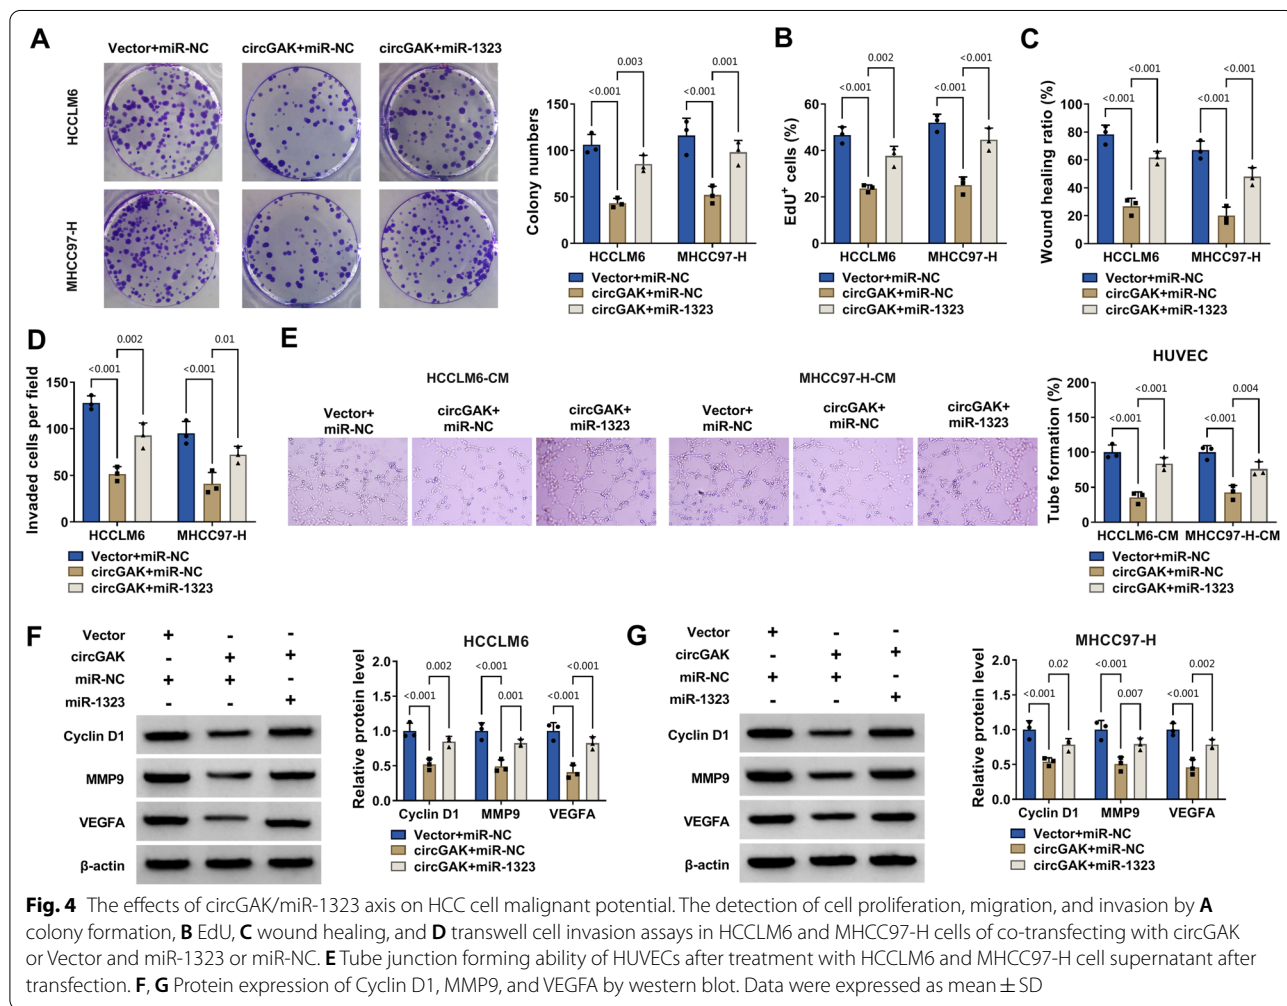 A
Vector+miR-NC circGAK+miR-NC circGAK+miR-1323
HCCLM6
MHCC97-H
Colony numbers
150
100
50
0
<0.001 0.003 <0.001 0.001
HCCLM6 MHCC97-H
Vector+miR-NC
circGAK+miR-NC
circGAK+miR-1323
B
EdU+ cells (%)
60
40
20
0
<0.001 0.002 <0.001 <0.001
HCCLM6 MHCC97-H
Vector+miR-NC
circGAK+miR-NC
circGAK+miR-1323
C
Wound healing ratio (%)
100
80
60
40
20
0
<0.001 <0.001 <0.001 <0.001
HCCLM6 MHCC97-H
Vector+miR-NC
circGAK+miR-NC
circGAK+miR-1323
D
Invaded cells per field
150
100
50
0
<0.001 0.002 <0.001 0.01
HCCLM6 MHCC97-H
Vector+miR-NC
circGAK+miR-NC
circGAK+miR-1323
E
HCCLM6-CM MHCC97-H-CM
Vector+ circGAK+ circGAK+ Vector+ circGAK+ circGAK+
miR-NC miR-NC miR-1323 miR-NC miR-NC miR-1323
HUVEC
Tube formation (%)
200
150
100
50
0
<0.001 <0.001 <0.001 0.004
HCCLM6-CM MHCC97-H-CM
Vector+miR-NC
circGAK+miR-NC
circGAK+miR-1323
F
Vector + - -
circGAK - + +
miR-NC + + -
miR-1323 - - +
Cyclin D1
MMP9
VEGFA
β-actin
HCCLM6
Relative protein level
2.0
1.5
1.0
0.5
0.0
<0.001 0.002 <0.001 0.001 <0.001 <0.001
Cyclin D1 MMP9 VEGFA
Vector+miR-NC
circGAK+miR-NC
circGAK+miR-1323
G
Vector + - -
circGAK - + +
miR-NC + + -
miR-1323 - - +
Cyclin D1
MMP9
VEGFA
β-actin
MHCC97-H
Relative protein level
2.0
1.5
1.0
0.5
0.0
<0.001 0.02 <0.001 0.007 <0.001 0.002
Cyclin D1 MMP9 VEGFA
Vector+miR-NC
circGAK+miR-NC
circGAK+miR-1323
Fig. 4 The effects of circGAK/miR-1323 axis on HCC cell malignant potential. The detection of cell proliferation, migration, and invasion by A
colony formation, B EdU, C wound healing, and D transwell cell invasion assays in HCCLM6 and MHCC97-H cells of co-transfecting with circGAK
or Vector and miR-1323 or miR-NC. E Tube junction forming ability of HUVECs after treatment with HCCLM6 and MHCC97-H cell supernatant after
transfection. F, G Protein expression of Cyclin D1, MMP9, and VEGFA by western blot. Data were expressed as mean ± SD